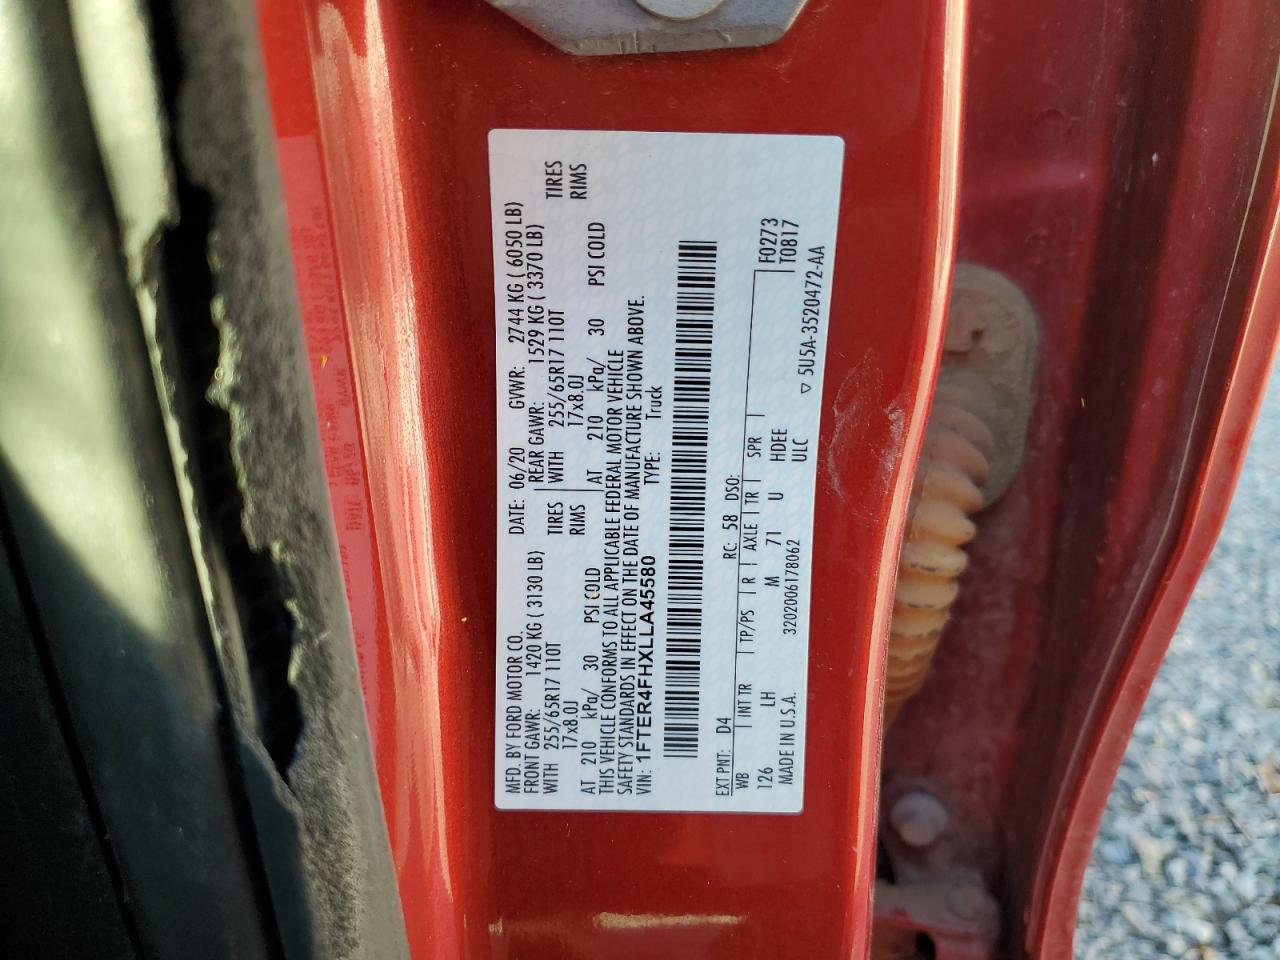 MFD. BY FORD MOTOR CO.
DATE: 06/20 GVWR: 2744 KG ( 6050 LB)
FRONT GAWR: 1420 KG ( 3130 LB) REAR GAWR: 1529 KG ( 3370 LB)
WITH 255/65R17 110T TIRES WITH 255/65R17 110T TIRES
17x8.0J RIMS 17x8.0J RIMS
AT 210 kPa/ 30 PSI COLD AT 210 kPa/ 30 PSI COLD
THIS VEHICLE CONFORMS TO ALL APPLICABLE FEDERAL MOTOR VEHICLE
SAFETY STANDARDS IN EFFECT ON THE DATE OF MANUFACTURE SHOWN ABOVE.
VIN: 1FTER4FHXLLA45580 TYPE: Truck
EXT PNT: D4 RC: 58 DSO:
WB INT TR TP/PS R AXLE TR SPR F0273
126 LH M 71 U HDEE T0817
MADE IN U.S.A. 3202006178062 ULC
▽ 5U5A-3520472-AA